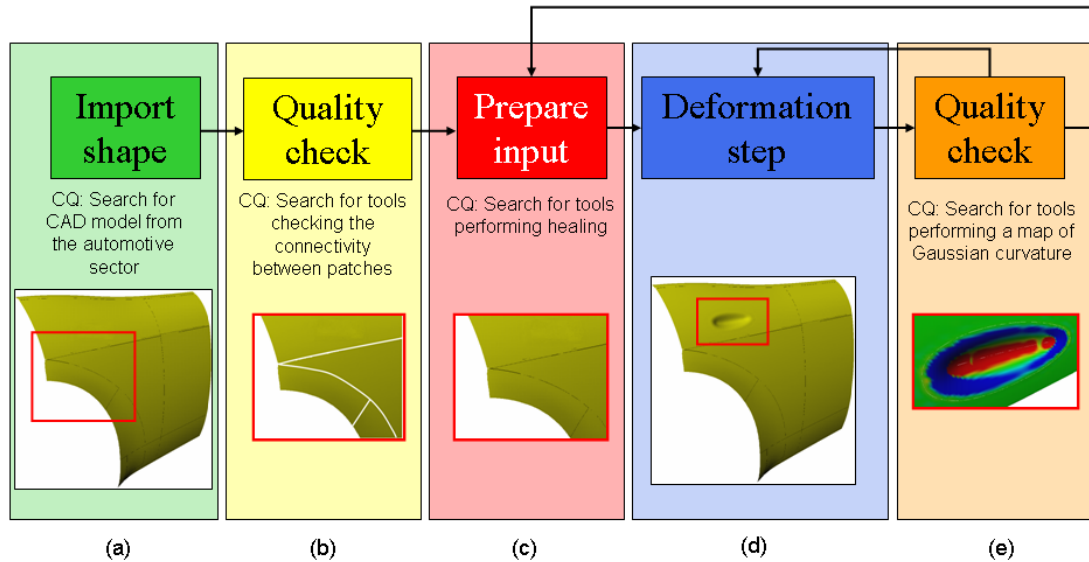 Import
shape
Quality
check
Prepare
input
Deformation
step
Quality
check
CQ: Search for
CAD model from
the automotive
sector
CQ: Search for tools
checking the
connectivity
between patches
CQ: Search for tools
performing healing
CQ: Search for tools
performing a map of
Gaussian curvature
(a)
(b)
(c)
(d)
(e)